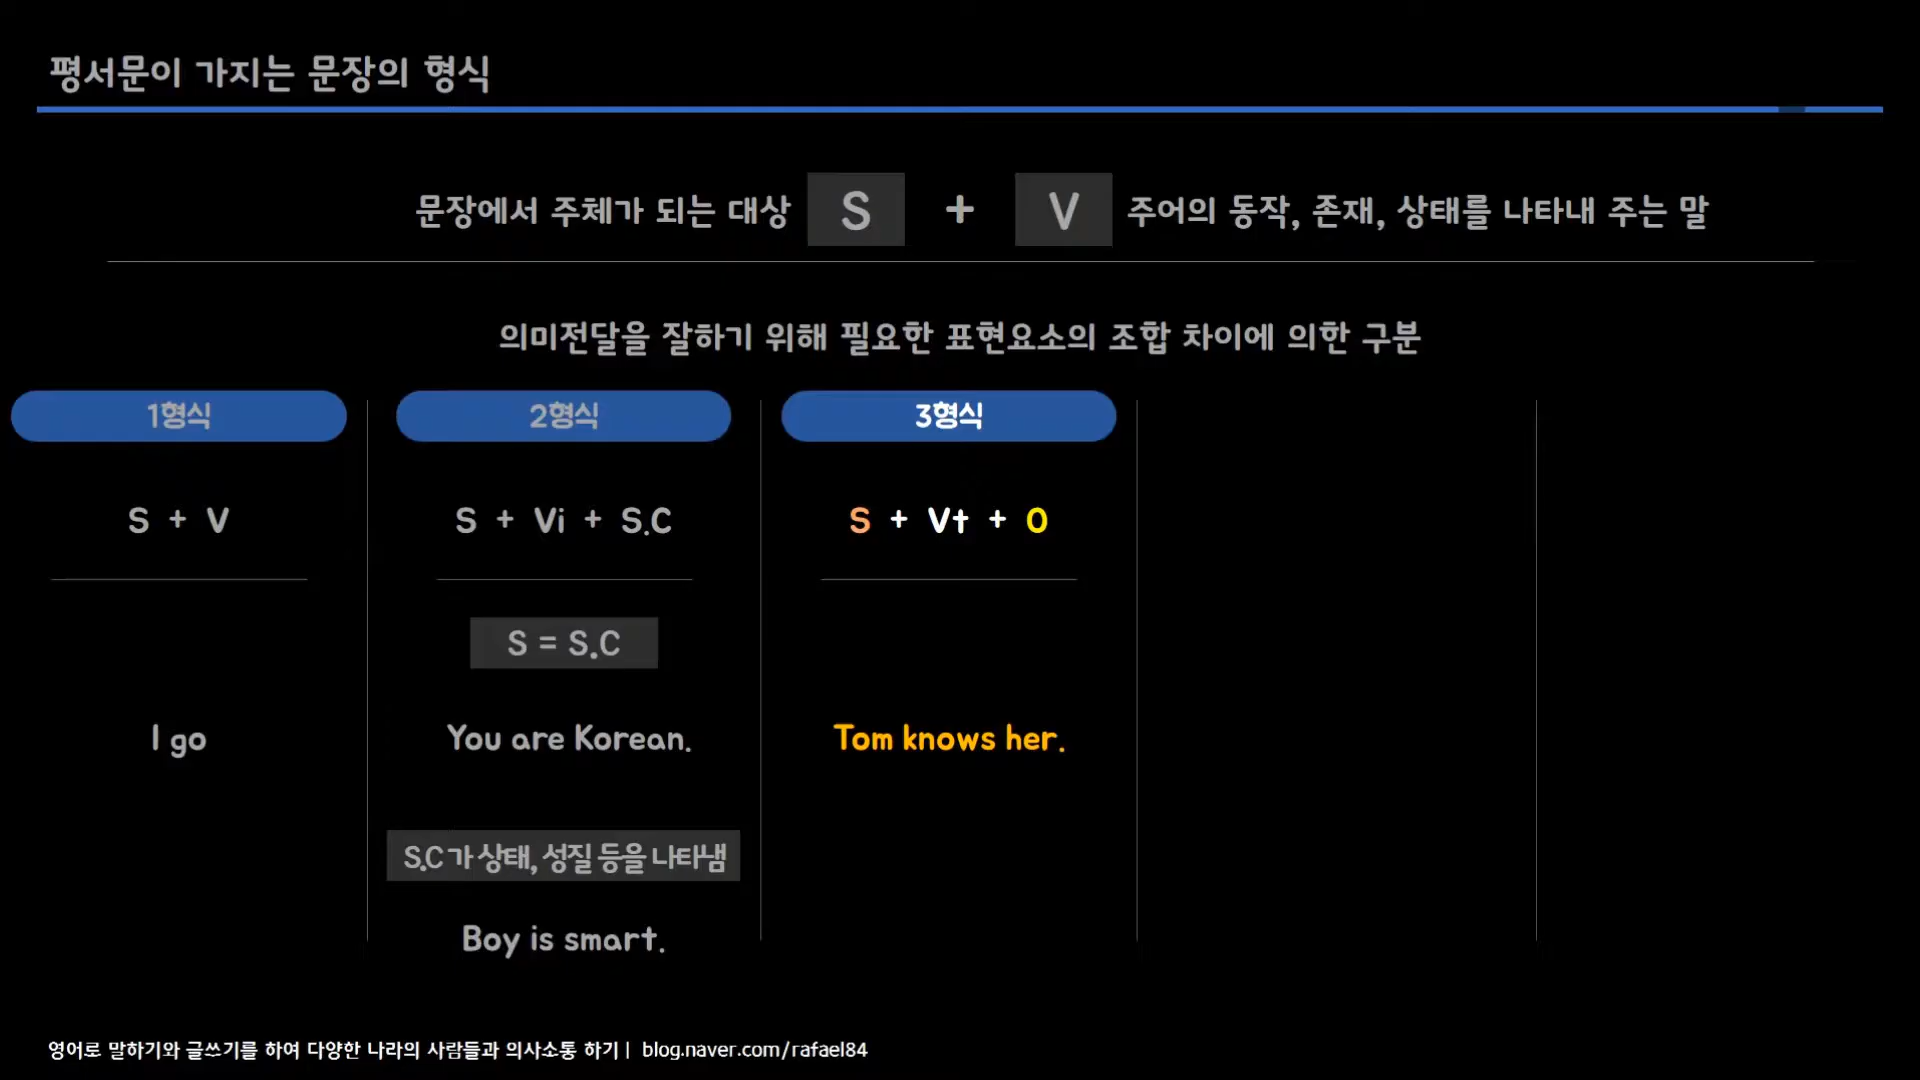 평서문이 가지는 문장의 형식
문장에서 주체가 되는 대상 S + V 주어의 동작, 존재, 상태를 나타내 주는 말
의미전달을 잘하기 위해 필요한 표현요소의 조합 차이에 의한 구분
1형식
S + V
I go
2형식
S + Vi + S.C
S = S.C
You are Korean.
S.C 가 상태, 성질 등을 나타냄
Boy is smart.
3형식
S + Vt + O
Tom knows her.
영어로 말하기와 글쓰기를 하여 다양한 나라의 사람들과 의사소통 하기 | blog.naver.com/rafael84